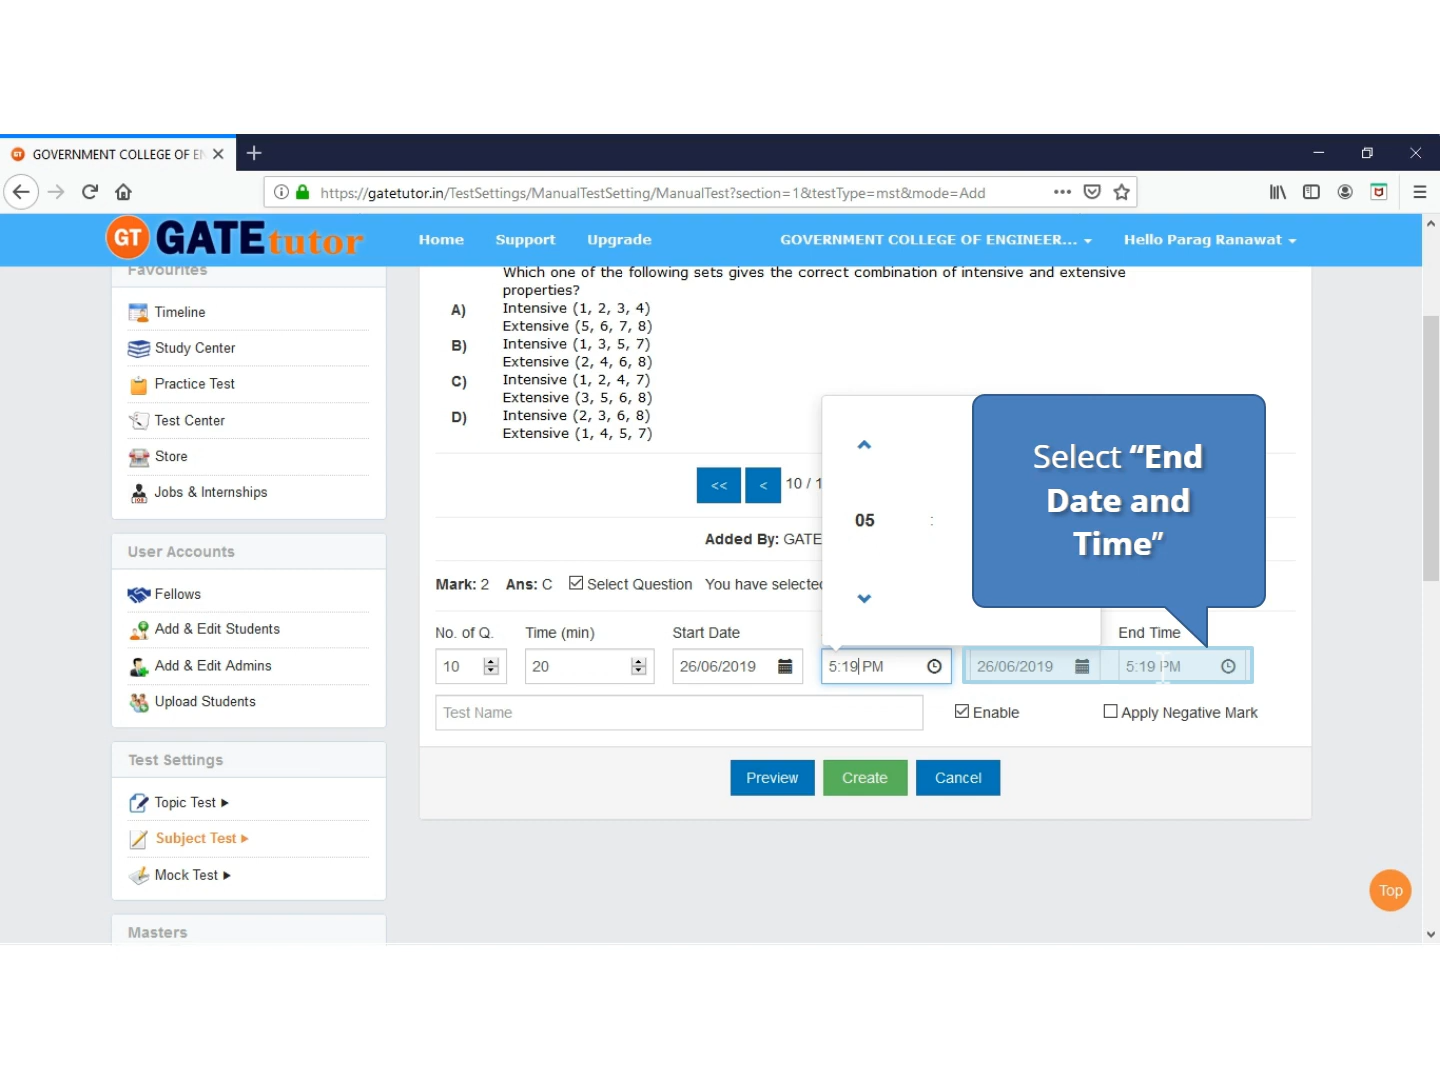 GOVERNMENT COLLEGE OF EN
https://gatetutor.in/TestSettings/ManualTestSetting/ManualTest?section=1&testType=mst&mode=Add
GT GATEtutor
Home Support Upgrade GOVERNMENT COLLEGE OF ENGINEER... Hello Parag Ranawat
Favourites
Timeline
Study Center
Practice Test
Test Center
Store
Jobs & Internships
User Accounts
Fellows
Add & Edit Students
Add & Edit Admins
Upload Students
Test Settings
Topic Test
Subject Test
Mock Test
Masters
Which one of the following sets gives the correct combination of intensive and extensive
properties?
A) Intensive (1, 2, 3, 4)
Extensive (5, 6, 7, 8)
B) Intensive (1, 3, 5, 7)
Extensive (2, 4, 6, 8)
C) Intensive (1, 2, 4, 7)
Extensive (3, 5, 6, 8)
D) Intensive (2, 3, 6, 8)
Extensive (1, 4, 5, 7)
<< < 10 / 1
Added By: GATE
Mark: 2 Ans: C Select Question You have selected
05 :
Select “End
Date and
Time”
No. of Q. Time (min) Start Date End Time
10 20 26/06/2019 5:19 PM 26/06/2019 5:19 PM
Test Name Enable Apply Negative Mark
Preview Create Cancel
Top